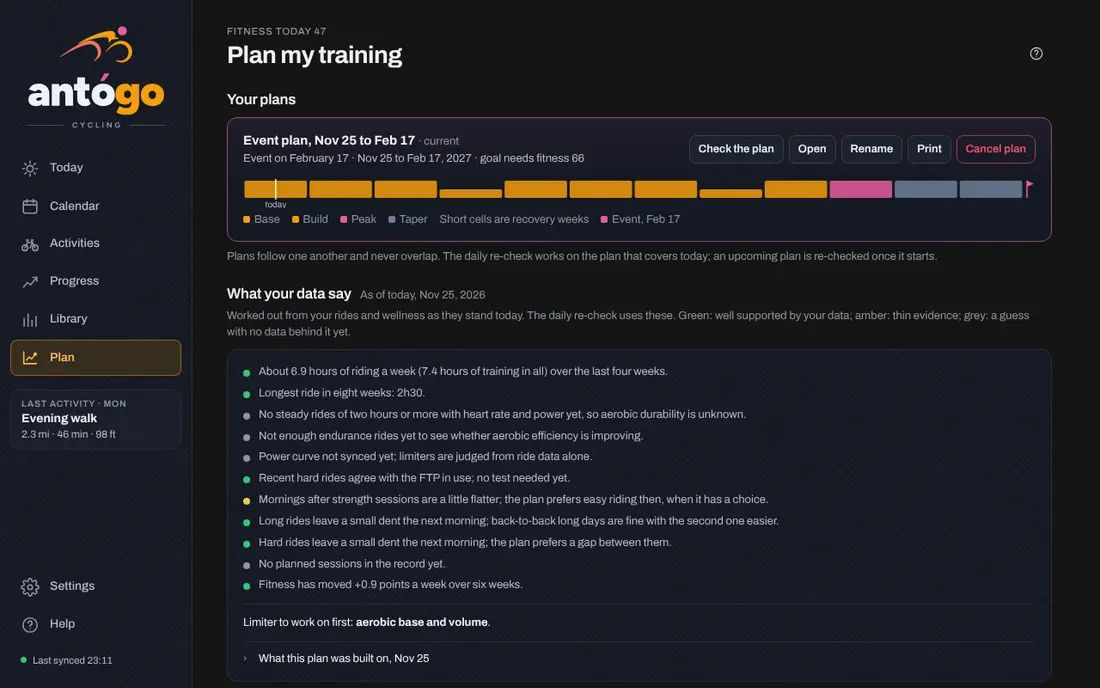 antógo
CYCLING
Today
Calendar
Activities
Progress
Library
Plan
LAST ACTIVITY · MON
Evening walk
2.3 mi · 46 min · 98 ft
Settings
Help
Last synced 23:11
FITNESS TODAY 47
Plan my training
Your plans
Event plan, Nov 25 to Feb 17 · current
Event on February 17 · Nov 25 to Feb 17, 2027 · goal needs fitness 66
Check the plan
Open
Rename
Print
Cancel plan
today
Base Build Peak Taper Short cells are recovery weeks Event, Feb 17
Plans follow one another and never overlap. The daily re-check works on the plan that covers today; an upcoming plan is re-checked once it starts.
What your data say As of today, Nov 25, 2026
Worked out from your rides and wellness as they stand today. The daily re-check uses these. Green: well supported by your data; amber: thin evidence; grey: a guess
with no data behind it yet.
About 6.9 hours of riding a week (7.4 hours of training in all) over the last four weeks.
Longest ride in eight weeks: 2h30.
No steady rides of two hours or more with heart rate and power yet, so aerobic durability is unknown.
Not enough endurance rides yet to see whether aerobic efficiency is improving.
Power curve not synced yet; limiters are judged from ride data alone.
Recent hard rides agree with the FTP in use; no test needed yet.
Mornings after strength sessions are a little flatter; the plan prefers easy riding then, when it has a choice.
Long rides leave a small dent the next morning; back-to-back long days are fine with the second one easier.
Hard rides leave a small dent the next morning; the plan prefers a gap between them.
No planned sessions in the record yet.
Fitness has moved +0.9 points a week over six weeks.
Limiter to work on first: aerobic base and volume.
What this plan was built on, Nov 25